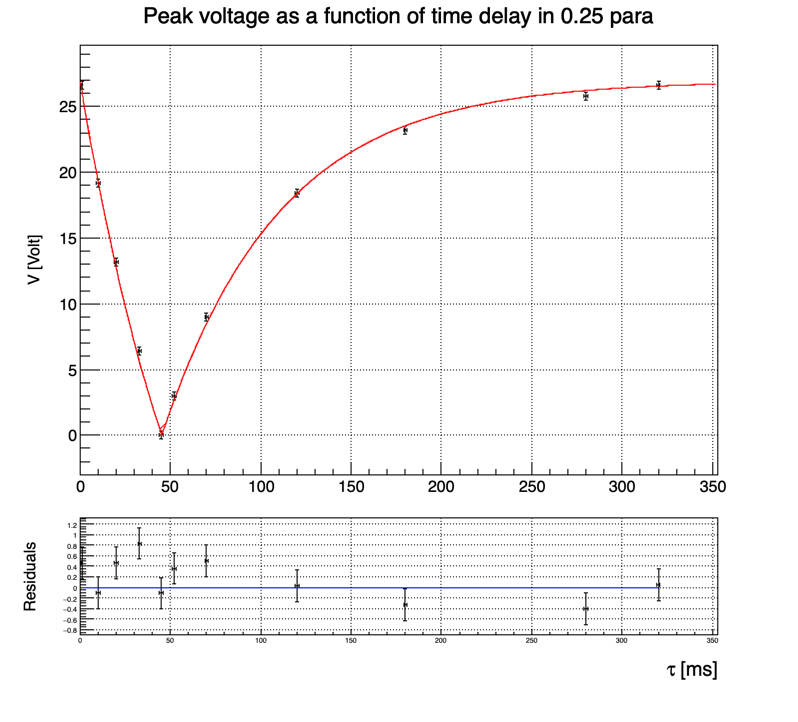 Peak voltage as a function of time delay in 0.25 para
V [Volt]
25
20
15
10
5
0
0 50 100 150 200 250 300 350
Residuals
1.2
1
0.8
0.6
0.4
0.2
0
−0.2
−0.4
−0.6
−0.8
0 50 100 150 200 250 300 350
τ [ms]